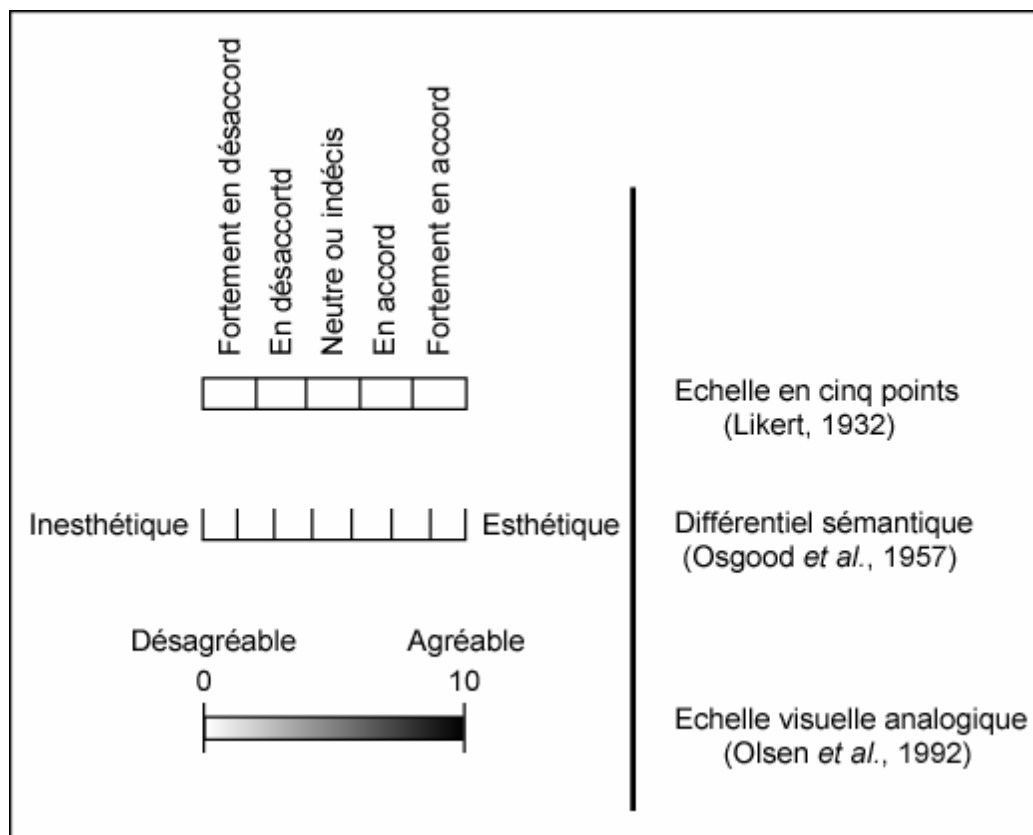 Fortement en désaccord
En désaccortd
Neutre ou indécis
En accord
Fortement en accord
Echelle en cinq points
(Likert, 1932)
Inesthétique
Esthétique
Différentiel sémantique
(Osgood et al., 1957)
Désagréable
Agréable
0
10
Echelle visuelle analogique
(Olsen et al., 1992)